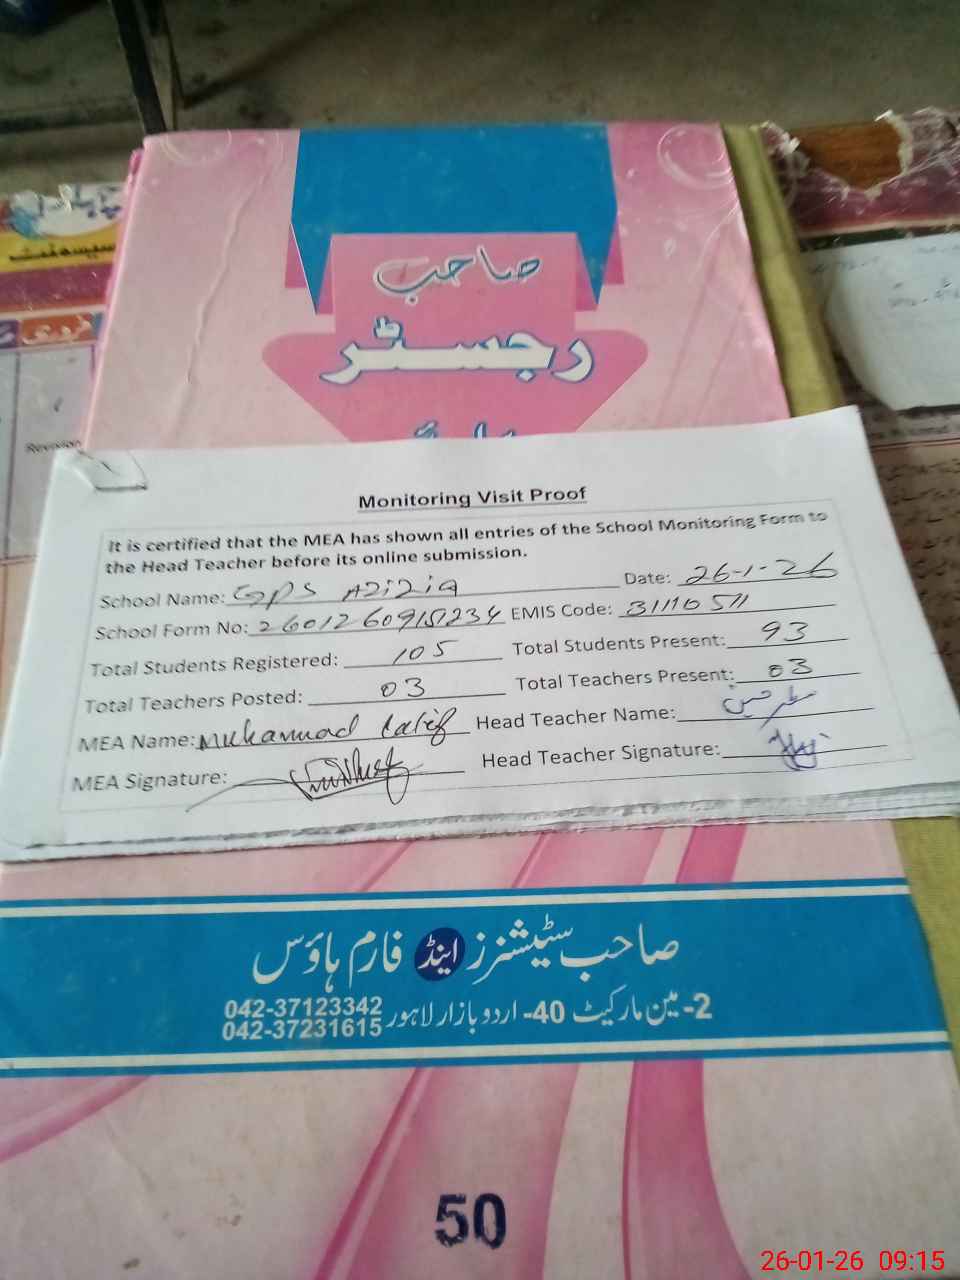 صاحب
رجسٹر
Revision
Monitoring Visit Proof
It is certified that the MEA has shown all entries of the School Monitoring Form to
the Head Teacher before its online submission.
School Name: GPS Azizia Date: 26-1-26
School Form No: EMIS Code: 31110511
Total Students Registered: 105 Total Students Present: 93
Total Teachers Posted: 03 Total Teachers Present: 03
MEA Name: Muhammad Latif Head Teacher Name:
MEA Signature: Head Teacher Signature:
صاحب سٹیشنرز اینڈ فارم ہاؤس
2-مین مارکیٹ 40-اردو بازار لاہور 042-37123342
042-37231615
50
26-01-26 09:15